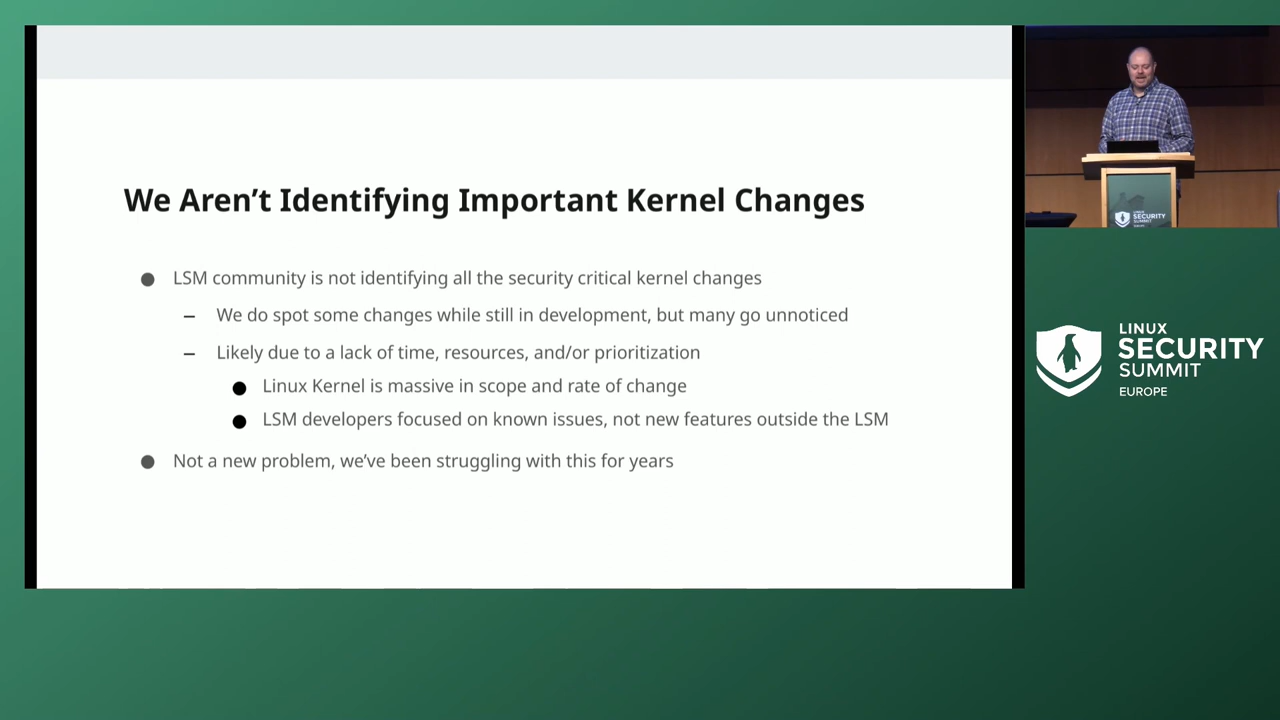 We Aren’t Identifying Important Kernel Changes
● LSM community is not identifying all the security critical kernel changes
– We do spot some changes while still in development, but many go unnoticed
– Likely due to a lack of time, resources, and/or prioritization
● Linux Kernel is massive in scope and rate of change
● LSM developers focused on known issues, not new features outside the LSM
● Not a new problem, we’ve been struggling with this for years
LINUX
SECURITY
SUMMIT
LINUX
SECURITY
SUMMIT
EUROPE